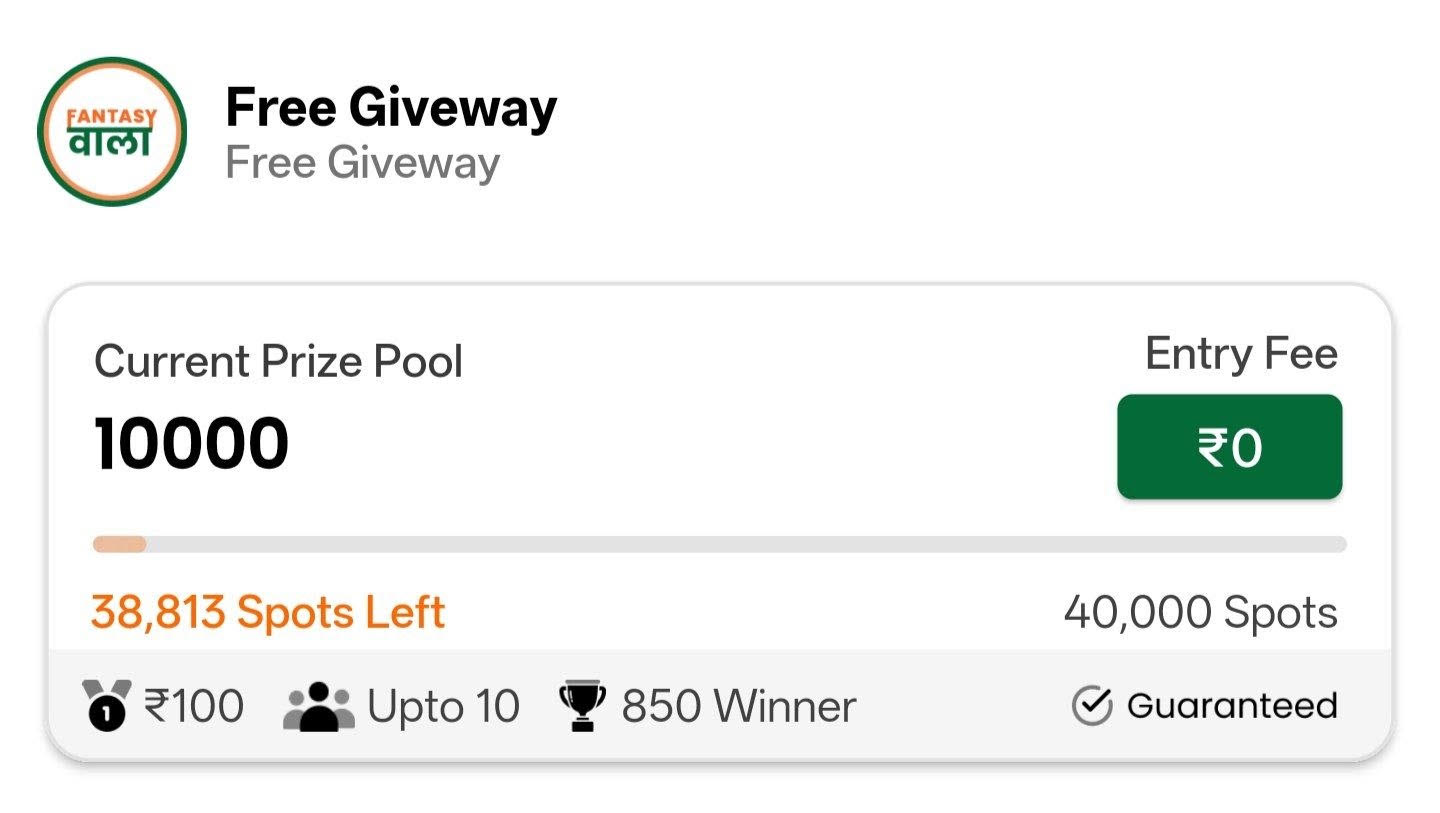 FANTASY
वाला
Free Giveway
Free Giveway
Current Prize Pool
Entry Fee
10000
₹0
38,813 Spots Left
40,000 Spots
1 ₹100 Upto 10 850 Winner Guaranteed